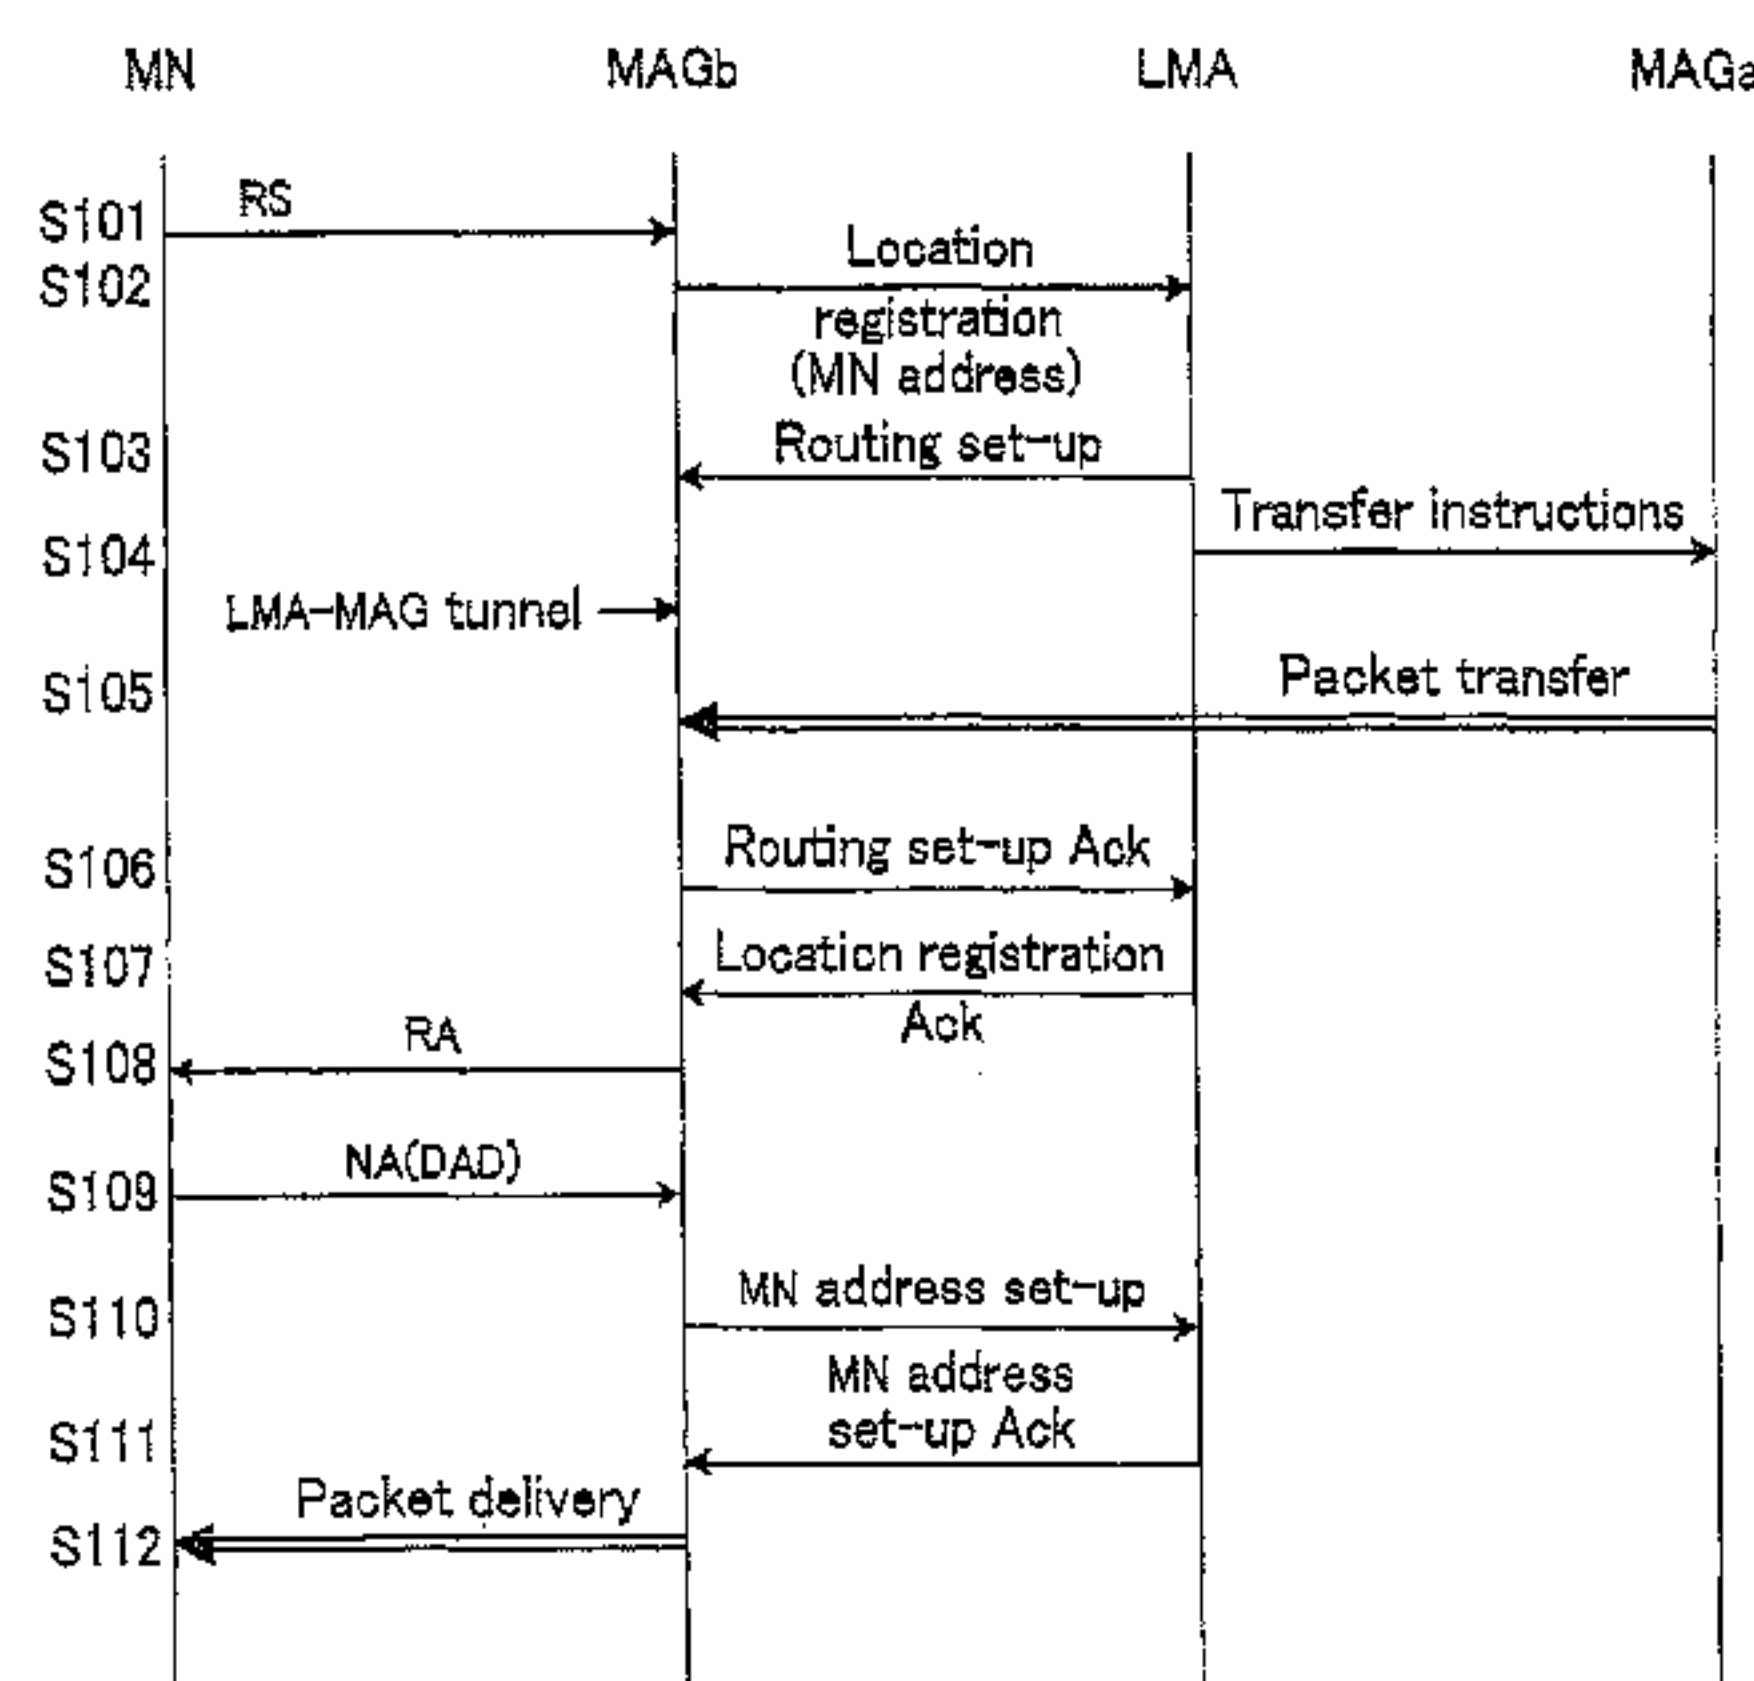 MN MAGb LMA MAGa
RS
S101
Location
S102
registration
(MN address)
S103 Routing set-up
Transfer instructions
S104
LMA-MAG tunnel
Packet transfer
S105
Routing set-up Ack
S106
S107 Location registration
Ack
RA
S108
NA(DAD)
S109
MN address set-up
S110
MN address
set-up Ack
S111
Packet delivery
S112